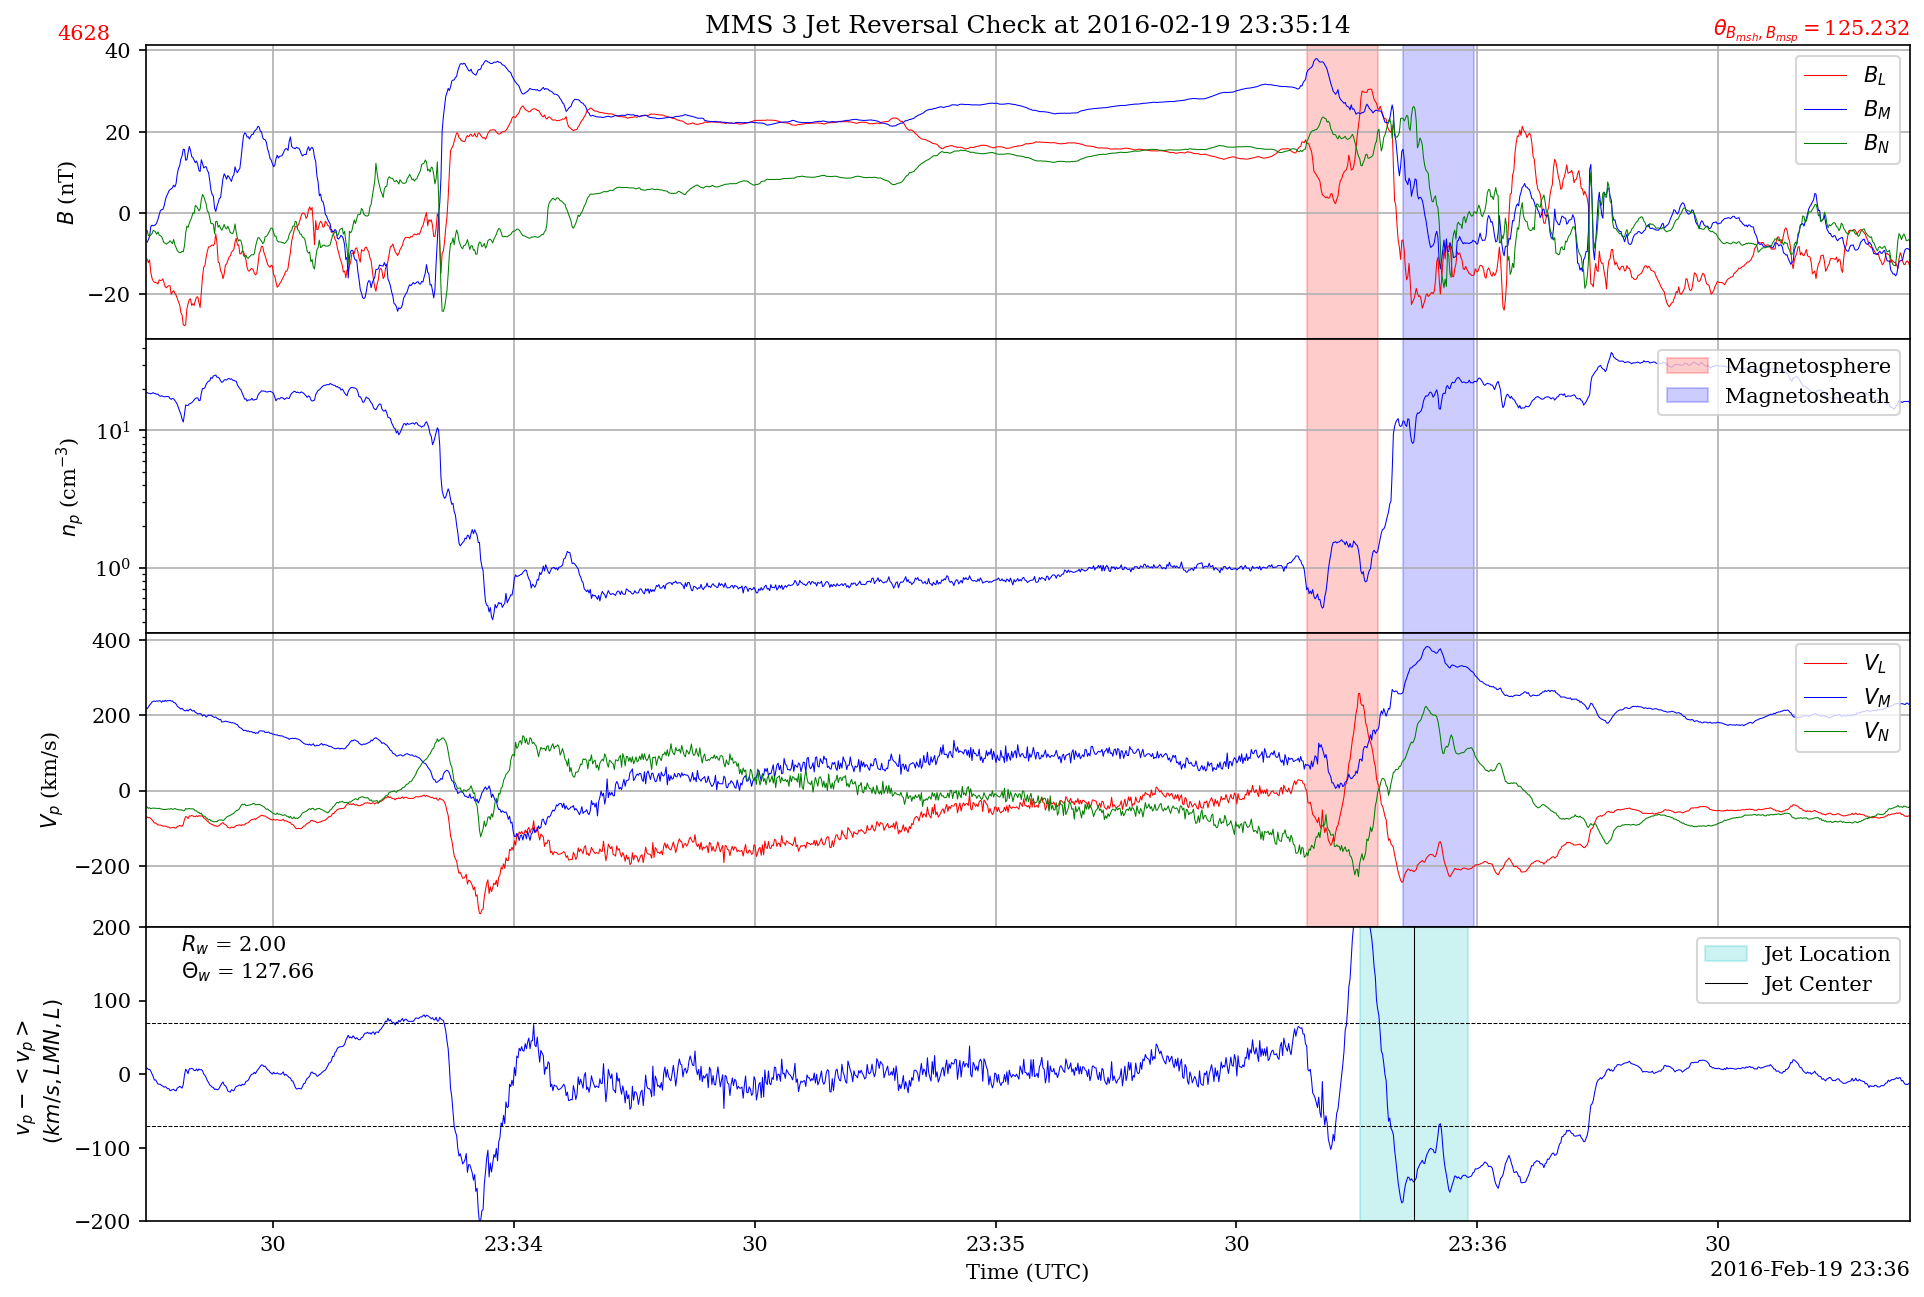 MMS 3 Jet Reversal Check at 2016-02-19 23:35:14
4628
θ_{B_{msh}, B_{msp}} = 125.232
40
20
0
−20
B (nT)
B_L
B_M
B_N
10^1
10^0
n_p (cm^{−3})
Magnetosphere
Magnetosheath
400
200
0
−200
V_p (km/s)
V_L
V_M
V_N
200
100
0
−100
−200
v_p − < v_p >
(km/s, LMN, L)
R_w = 2.00
Θ_w = 127.66
Jet Location
Jet Center
30
23:34
30
23:35
30
23:36
30
Time (UTC)
2016-Feb-19 23:36